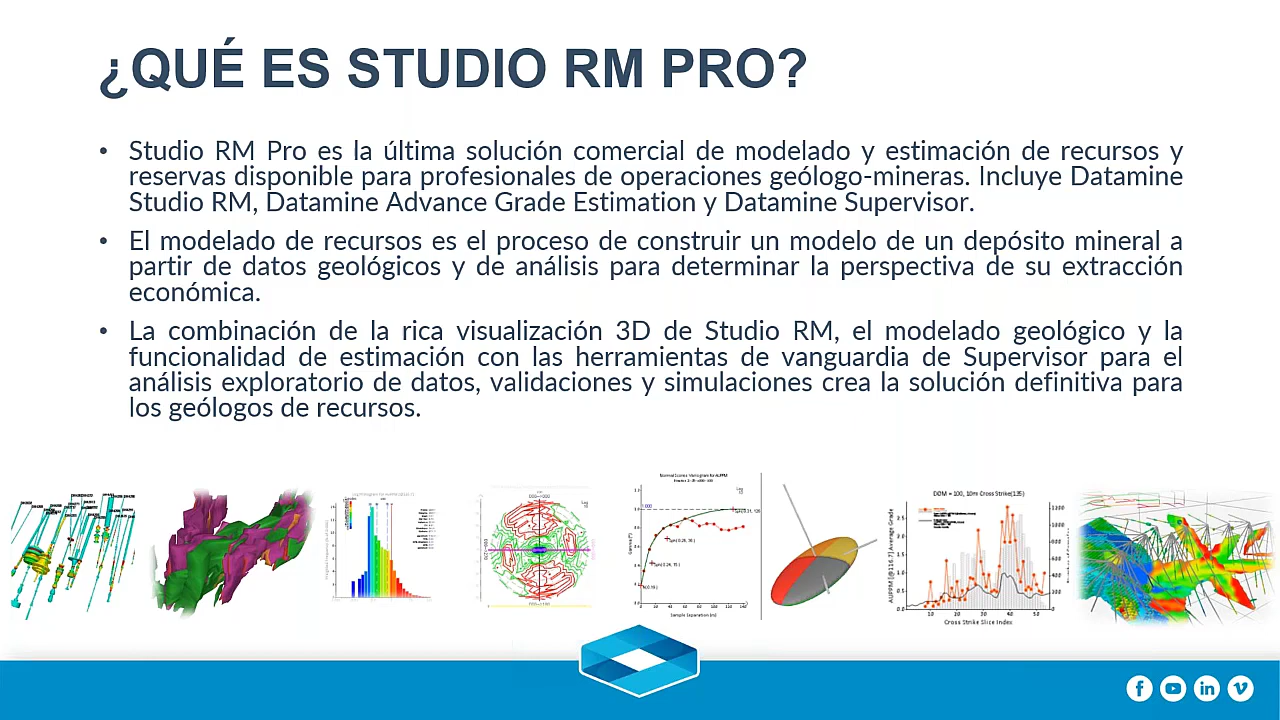 ¿QUÉ ES STUDIO RM PRO?
• Studio RM Pro es la última solución comercial de modelado y estimación de recursos y
reservas disponible para profesionales de operaciones geólogo-mineras. Incluye Datamine
Studio RM, Datamine Advance Grade Estimation y Datamine Supervisor.
• El modelado de recursos es el proceso de construir un modelo de un depósito mineral a
partir de datos geológicos y de análisis para determinar la perspectiva de su extracción
económica.
• La combinación de la rica visualización 3D de Studio RM, el modelado geológico y la
funcionalidad de estimación con las herramientas de vanguardia de Supervisor para el
análisis exploratorio de datos, validaciones y simulaciones crea la solución definitiva para
los geólogos de recursos.
Sample Separation (m)
DOM = 100, 10m Cross Strike(135)
Cross Strike Slice Index